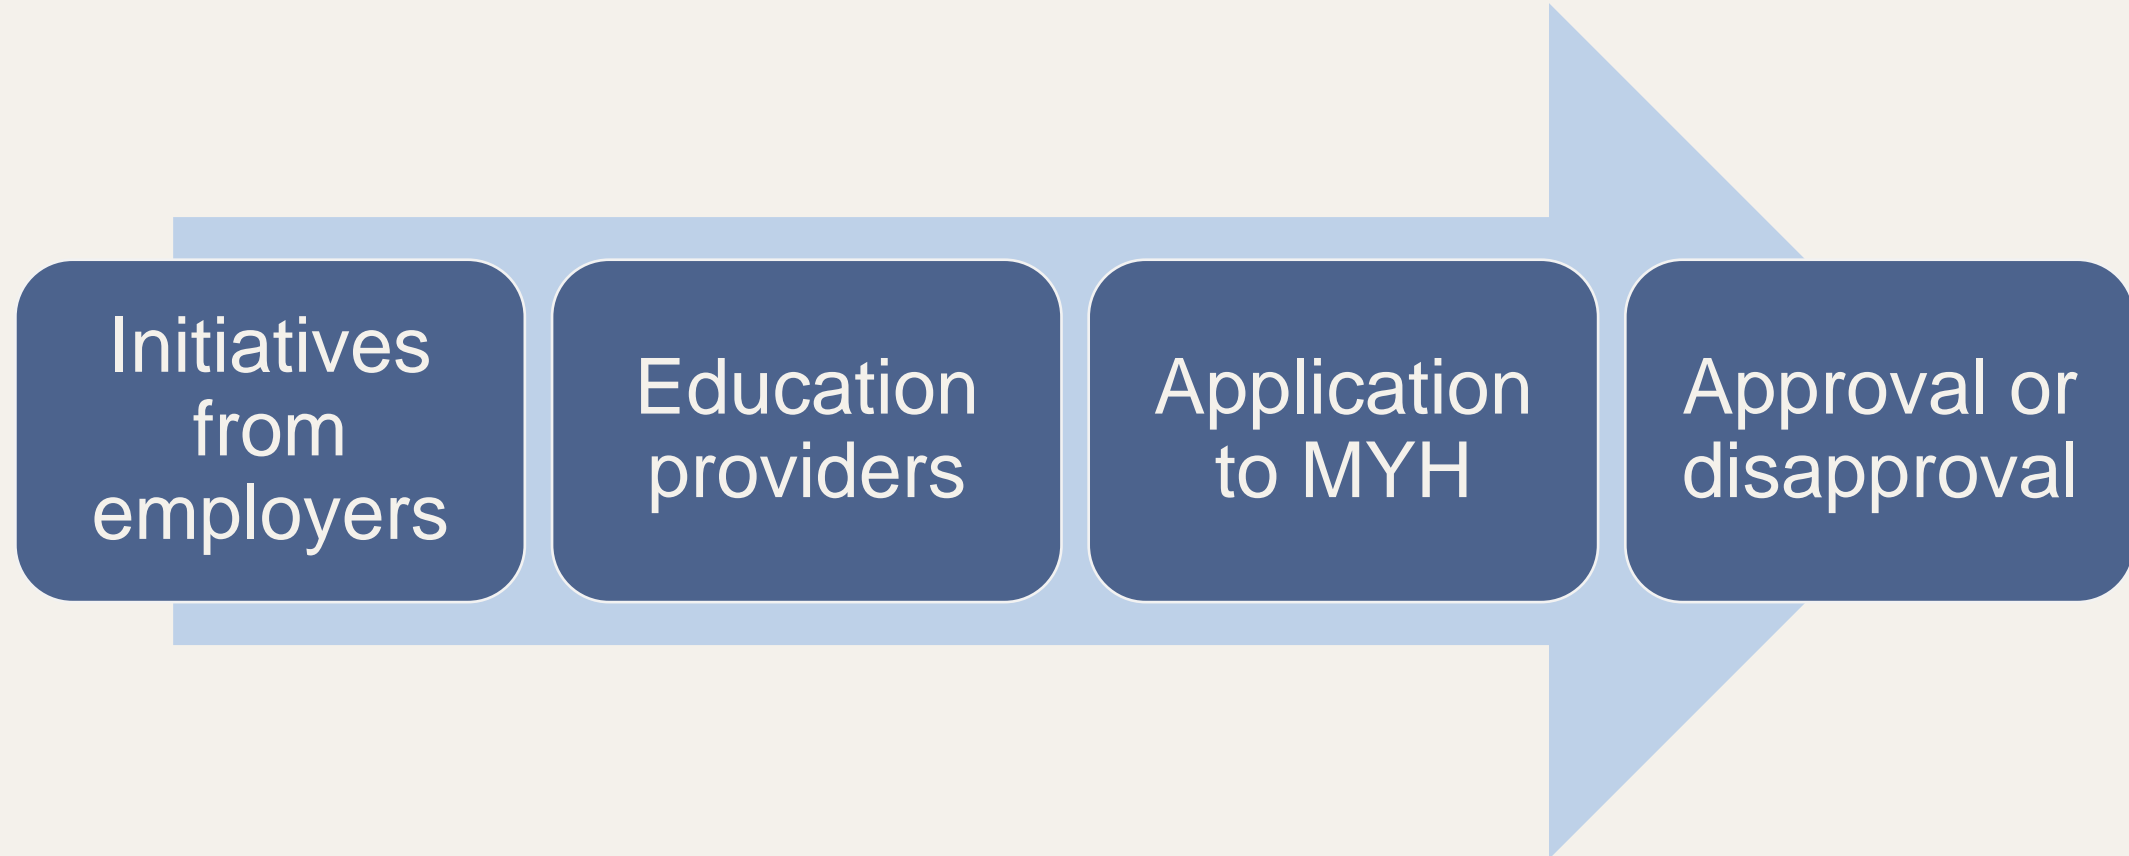 Initiatives
from
employers
Education
providers
Application
to MYH
Approval or
disapproval